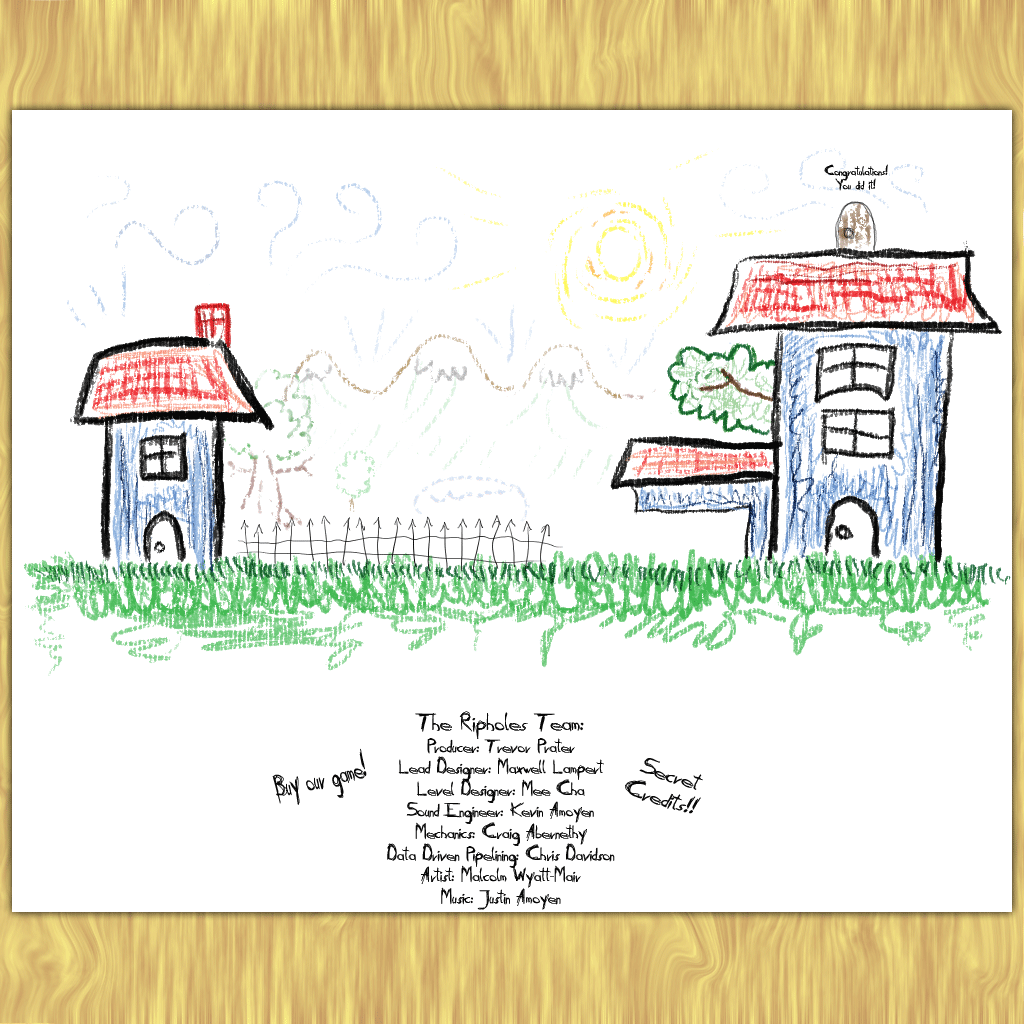 Congratulations!
You did it!
The Ripholes Team:
Producer: Trevor Prater
Lead Designer: Maxwell Lampert
Level Designer: Mee Cha
Sound Engineer: Kevin Amoyen
Mechanics: Craig Abernethy
Data Driven Pipelining: Chris Davidson
Artist: Malcolm Wyatt-Mair
Music: Justin Amoyen
Buy our game!
Secret
Credits!!